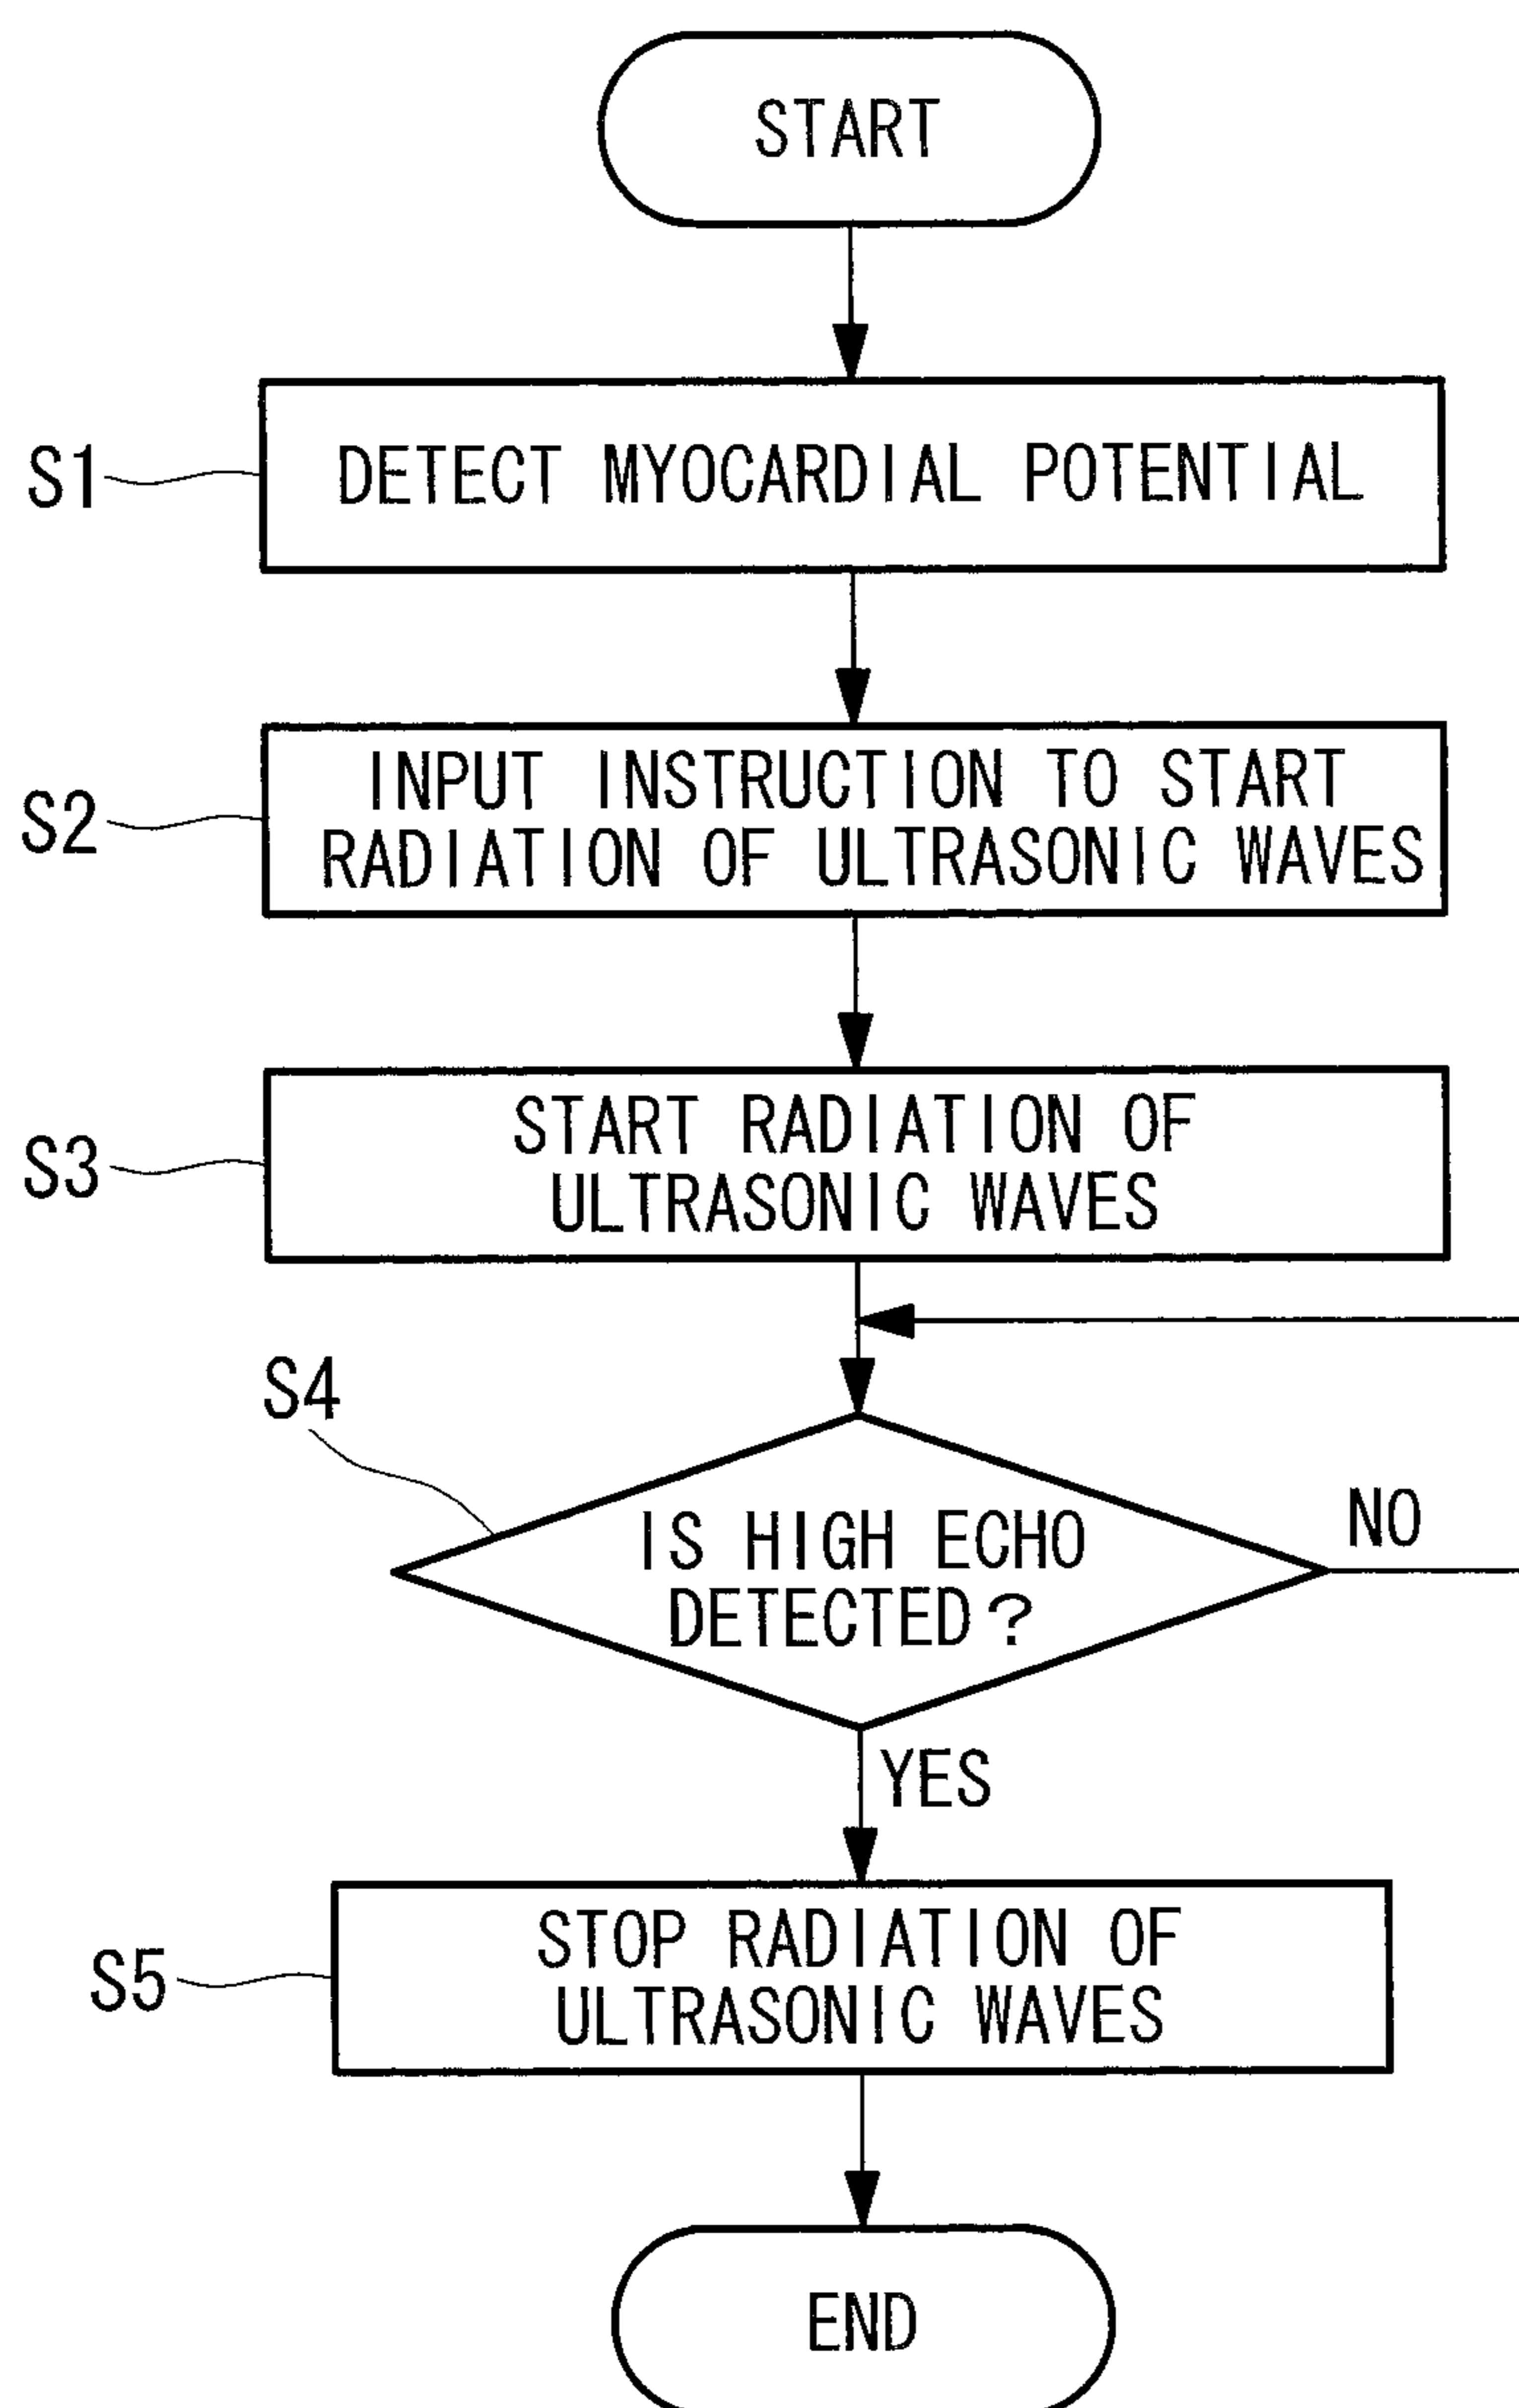 START
S1
DETECT MYOCARDIAL POTENTIAL
S2
INPUT INSTRUCTION TO START
RADIATION OF ULTRASONIC WAVES
S3
START RADIATION OF
ULTRASONIC WAVES
S4
IS HIGH ECHO
DETECTED?
NO
YES
S5
STOP RADIATION OF
ULTRASONIC WAVES
END